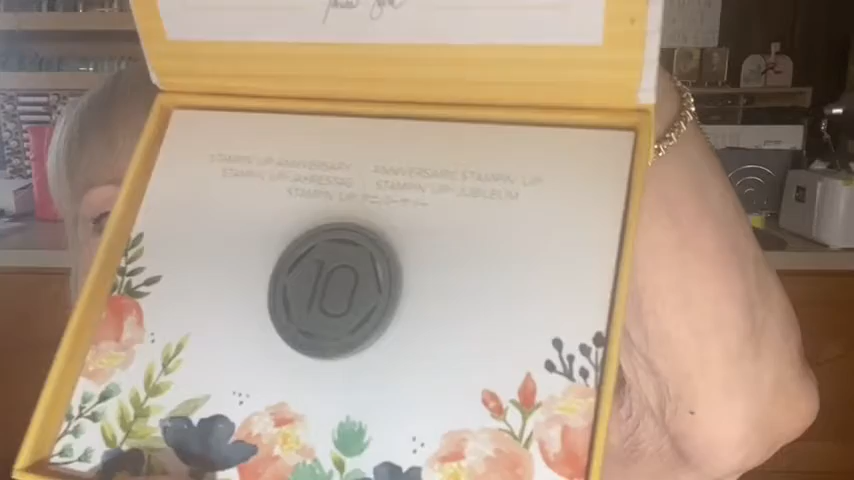 STAMPIN' UP! ANNIVERSARY | ANNIVERSAIRE STAMPIN' UP!
STAMPIN' UP! JAHRESTAG | STAMPIN' UP! JUBILEUM
STAMPIN' UP!
10